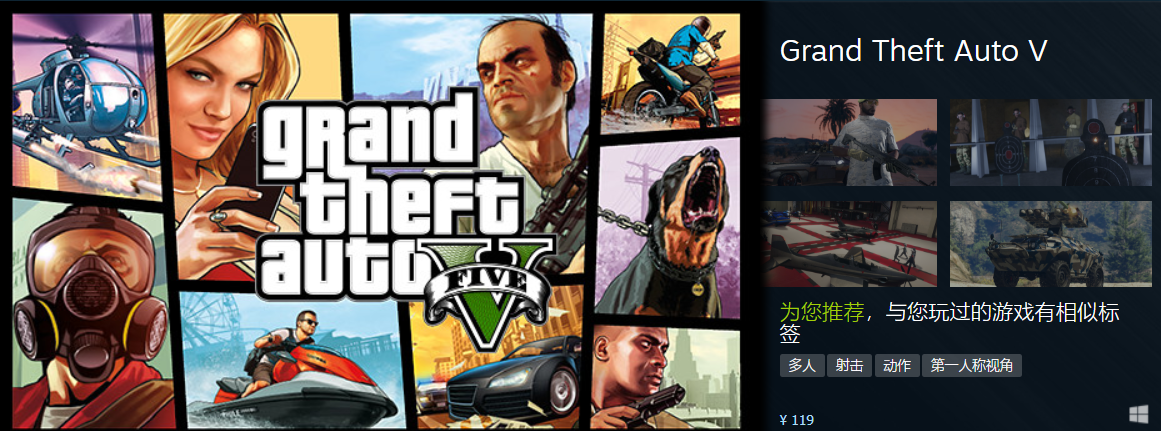 grand
theft
auto
V
FIVE
Grand Theft Auto V
为您推荐，与您玩过的游戏有相似标
签
多人 射击 动作 第一人称视角
¥ 119